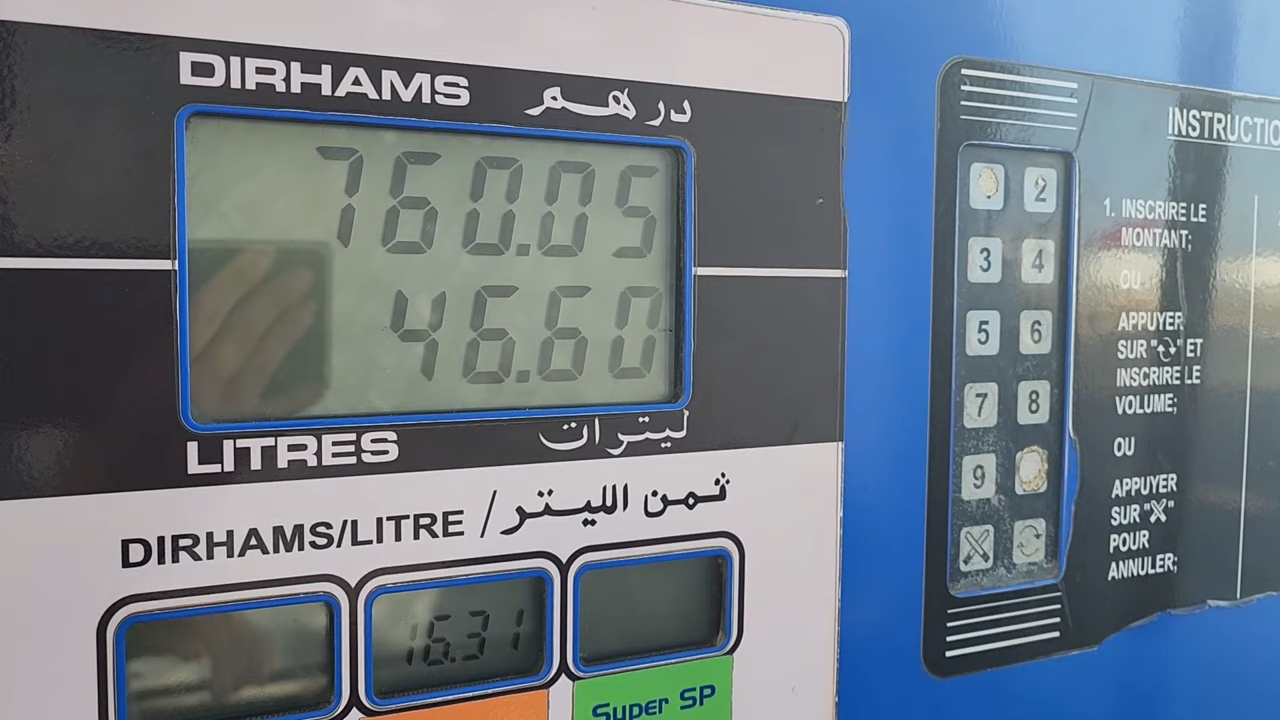 DIRHAMS درهم
760.05
46.60
LITRES ليترات
DIRHAMS/LITRE / ثمن الليتر
16.31
Super SP
2
3 4
5 6
7 8
9
INSTRUCTIO
1. INSCRIRE LE
MONTANT;
OU
APPUYER
SUR "🗘" ET
INSCRIRE LE
VOLUME;
OU
APPUYER
SUR "X"
POUR
ANNULER;